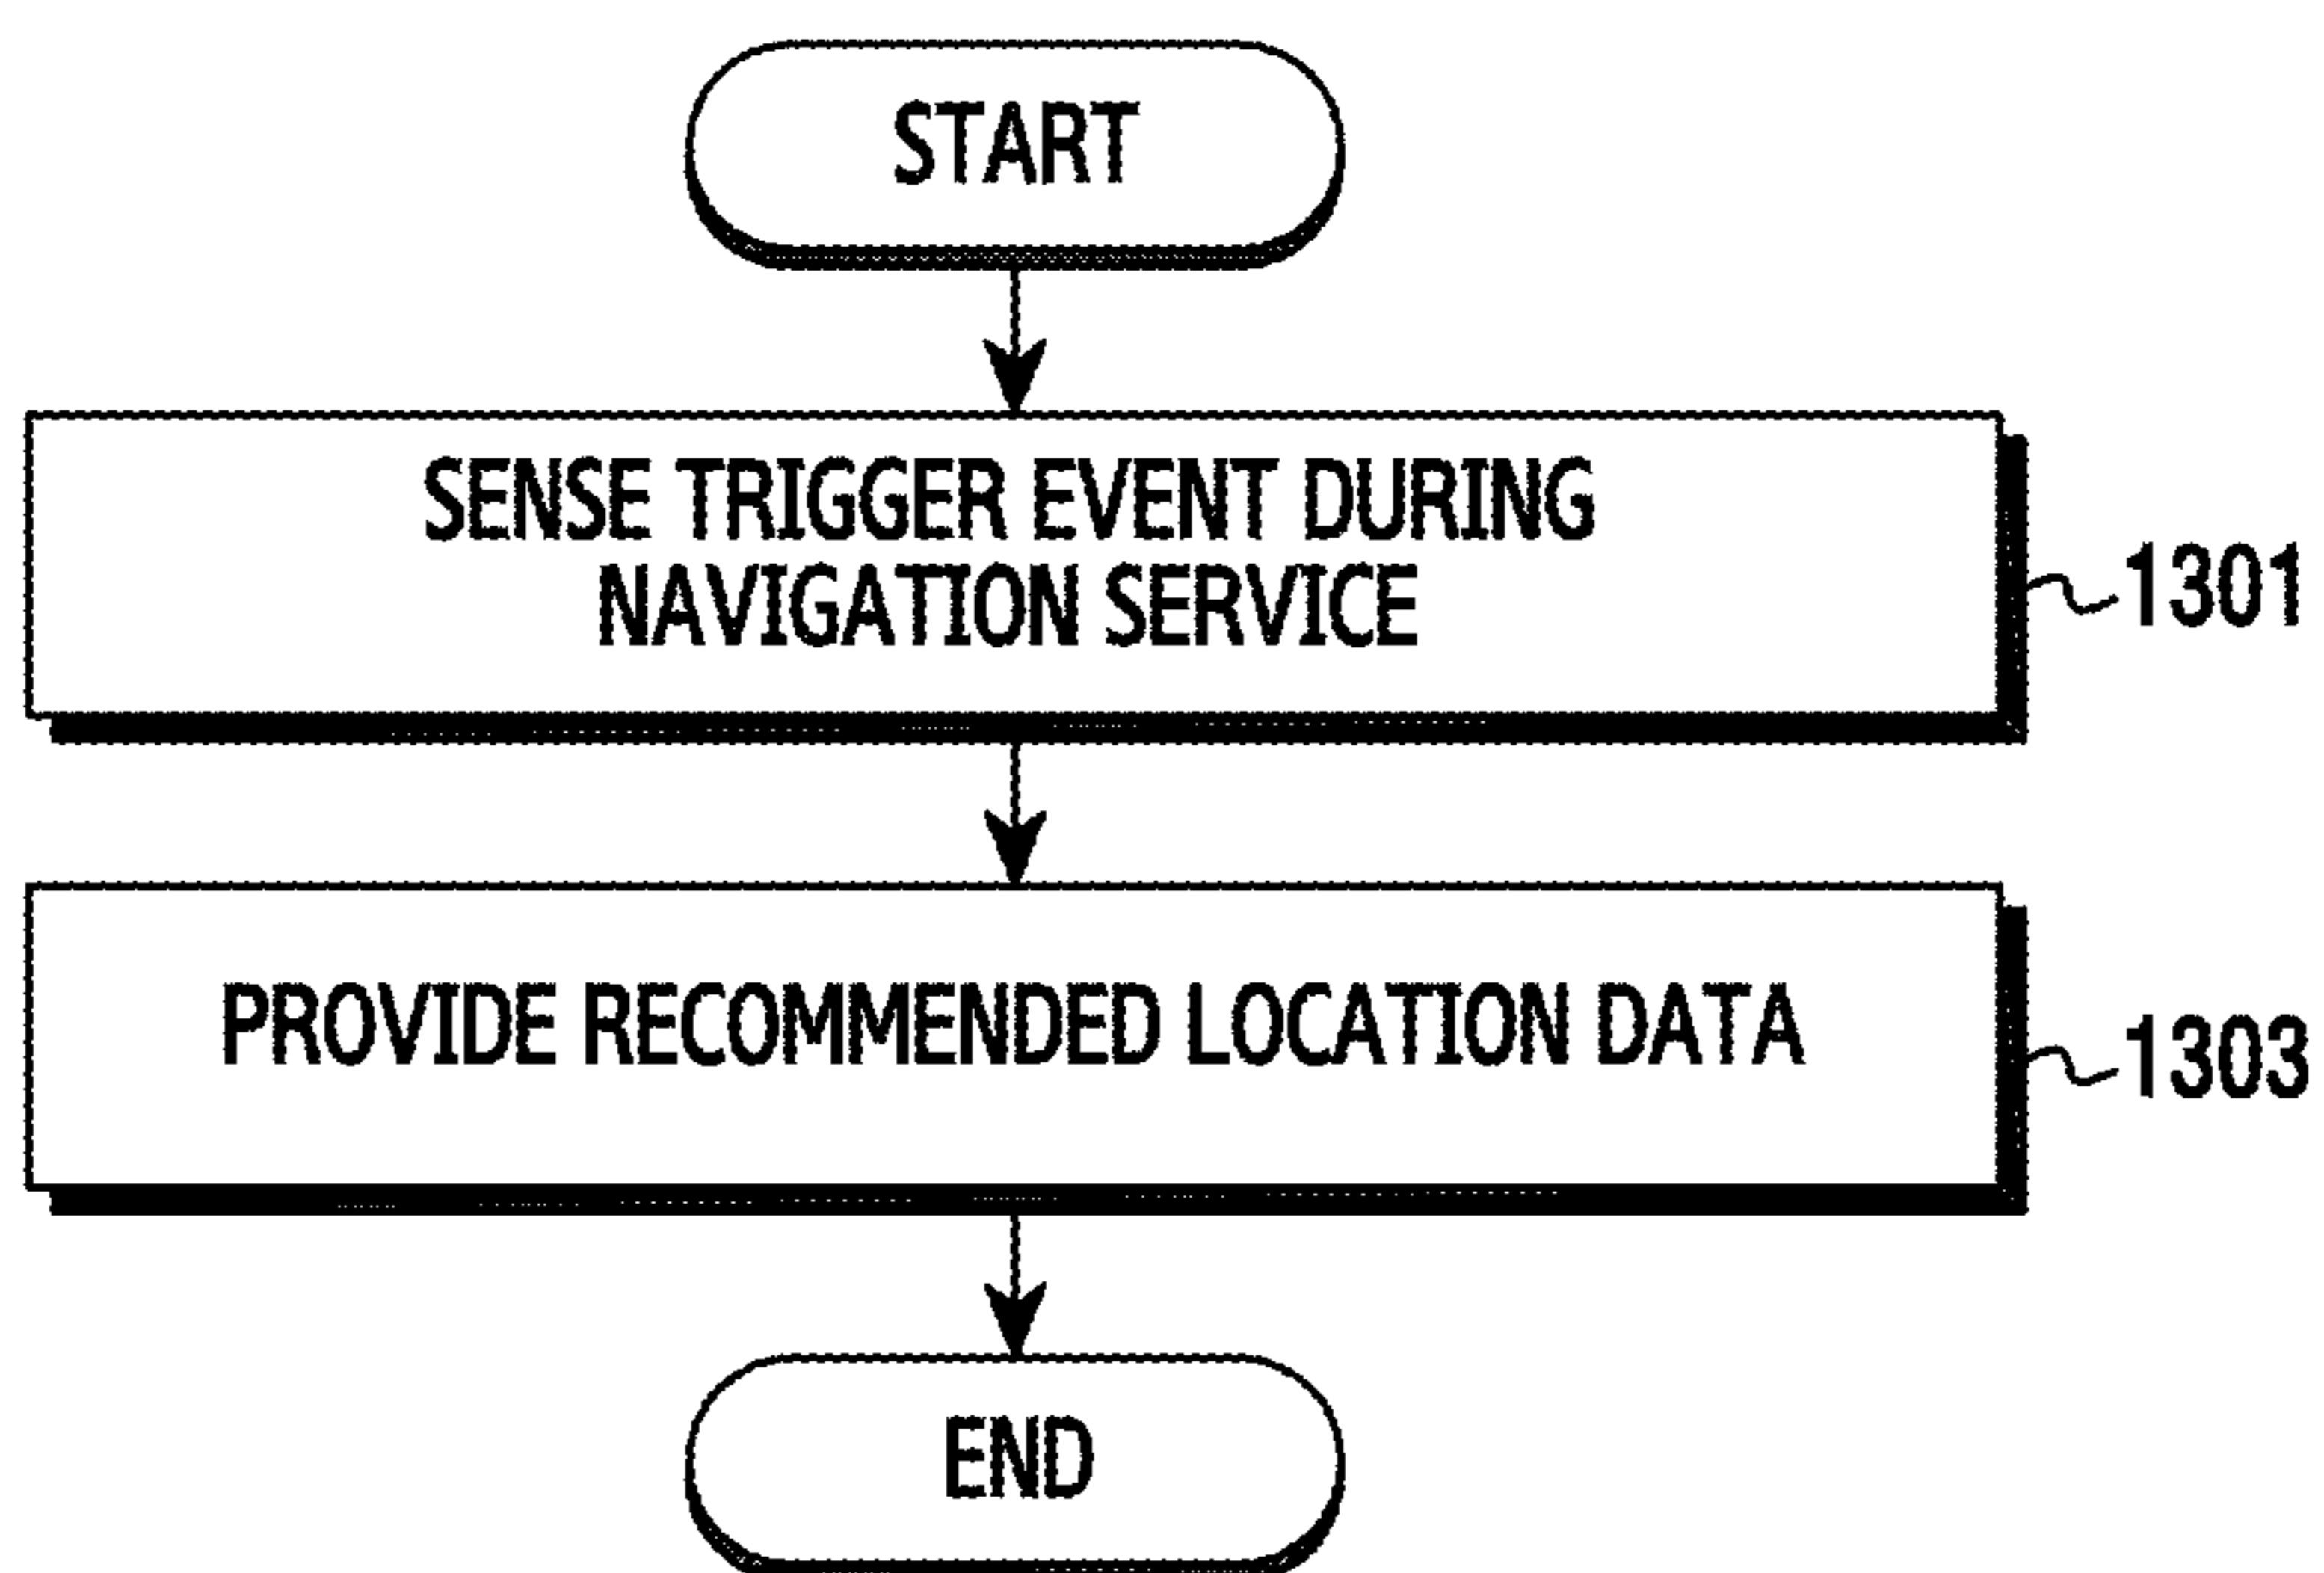 START
SENSE TRIGGER EVENT DURING
NAVIGATION SERVICE
1301
PROVIDE RECOMMENDED LOCATION DATA
1303
END